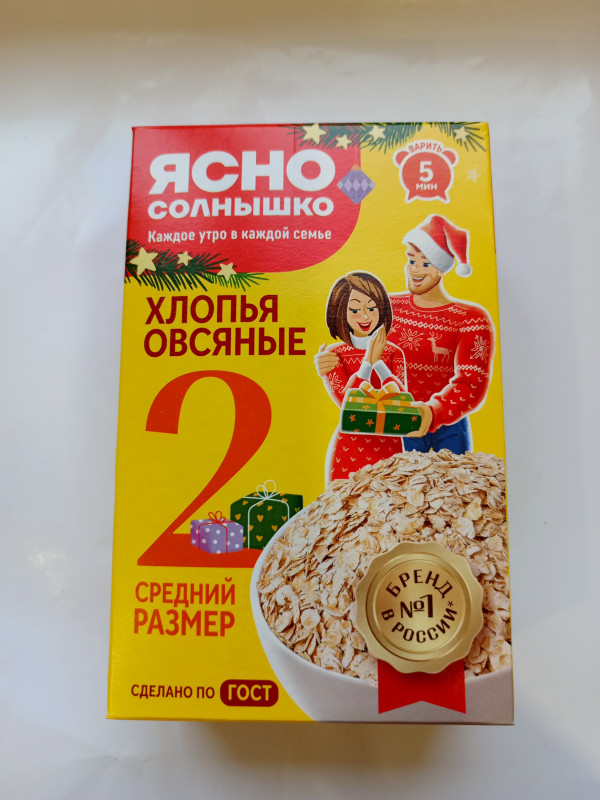 ЯСНО
СОЛНЫШКО
Каждое утро в каждой семье
ВАРИТЬ
5
МИН
ХЛОПЬЯ
ОВСЯНЫЕ
2
СРЕДНИЙ
РАЗМЕР
БРЕНД
№1
В РОССИИ*
СДЕЛАНО ПО ГОСТ